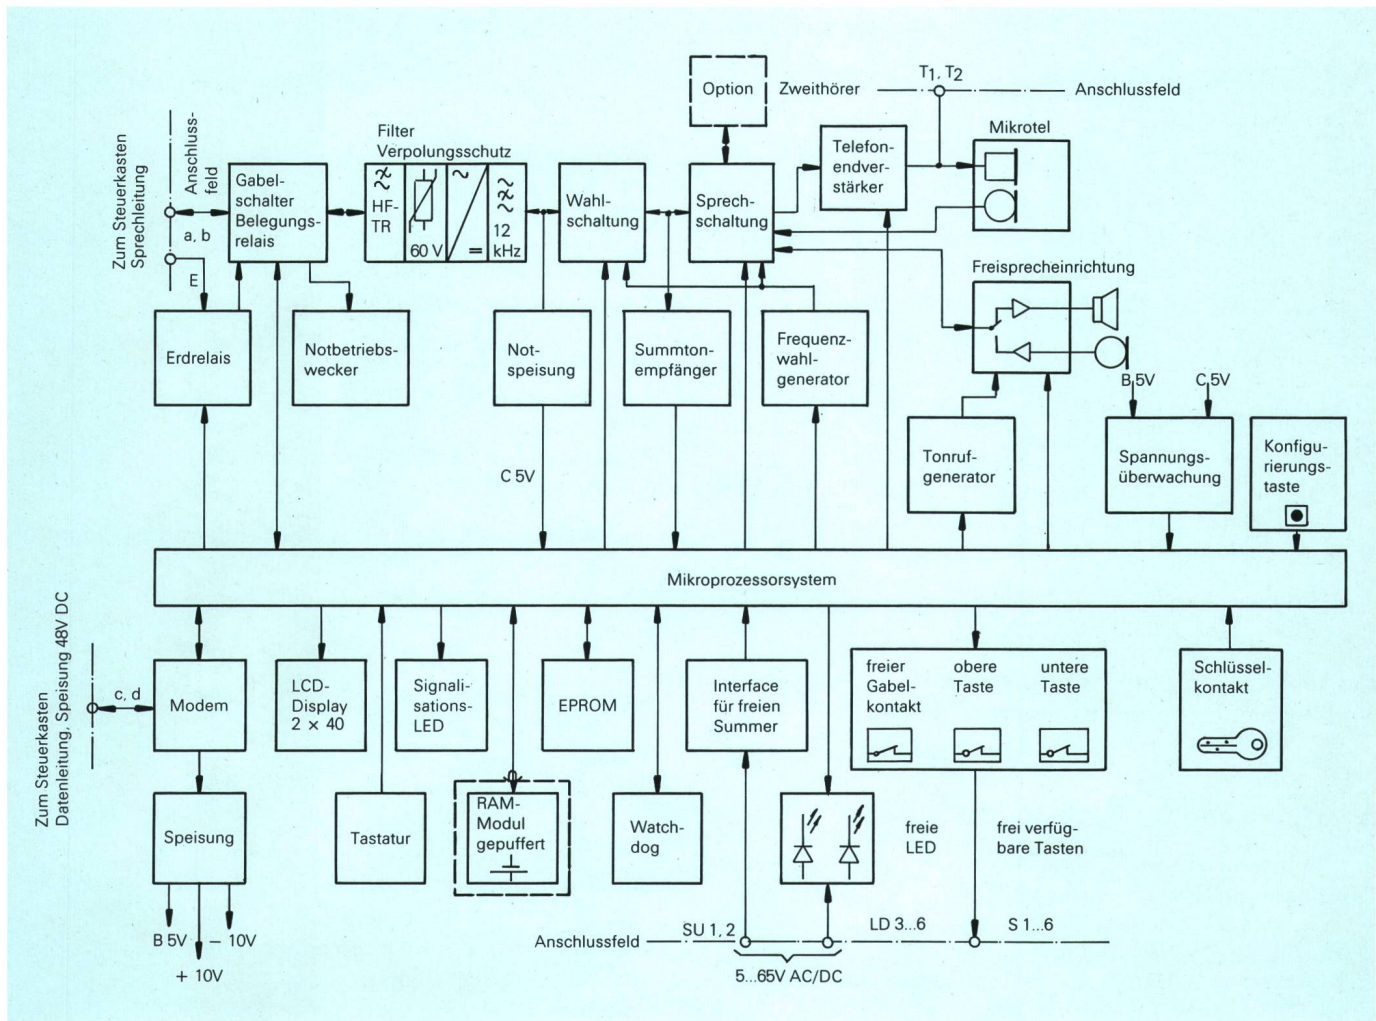 Option
Zweithörer
T1, T2
Anschlussfeld
Zum Steuerkasten
Sprechleitung
Anschluss-
feld
a, b
E
Gabel-
schalter
Belegungs-
relais
Filter
Verpolungsschutz
HF-
TR
60 V
12
kHz
Wahl-
schaltung
Sprech-
schaltung
Telefon-
endver-
stärker
Mikrotel
Freisprecheinrichtung
Erdrelais
Notbetriebs-
wecker
Not-
speisung
Summton-
empfänger
Frequenz-
wahl-
generator
B 5V
C 5V
C 5V
Tonruf-
generator
Spannungs-
überwachung
Konfigu-
rierungs-
taste
Mikroprozessorsystem
Zum Steuerkasten
Datenleitung, Speisung 48V DC
c, d
Modem
LCD-
Display
2 × 40
Signali-
sations-
LED
EPROM
Interface
für freien
Summer
freier
Gabel-
kontakt
obere
Taste
untere
Taste
Schlüssel-
kontakt
Speisung
Tastatur
RAM-
Modul
gepuffert
Watch-
dog
freie
LED
frei verfüg-
bare Tasten
B 5V
– 10V
+ 10V
Anschlussfeld
SU 1, 2
LD 3...6
S 1...6
5...65V AC/DC